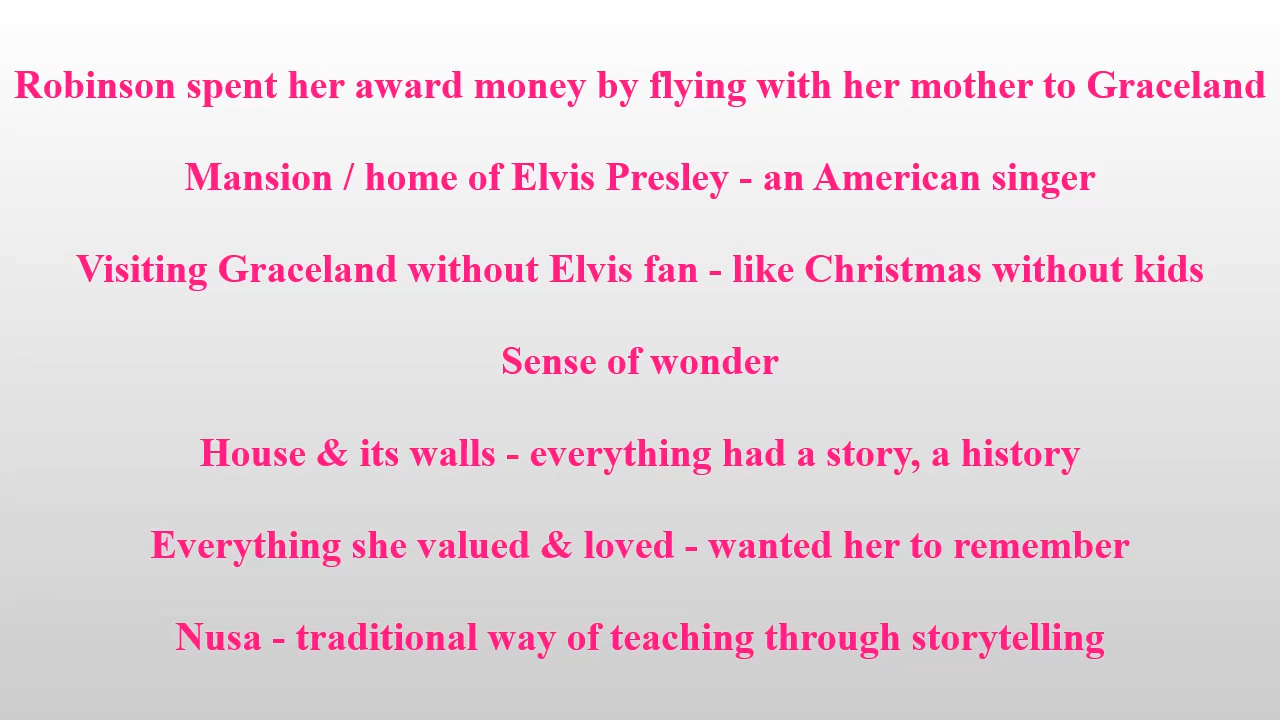 Robinson spent her award money by flying with her mother to Graceland
Mansion / home of Elvis Presley - an American singer
Visiting Graceland without Elvis fan - like Christmas without kids
Sense of wonder
House & its walls - everything had a story, a history
Everything she valued & loved - wanted her to remember
Nusa - traditional way of teaching through storytelling